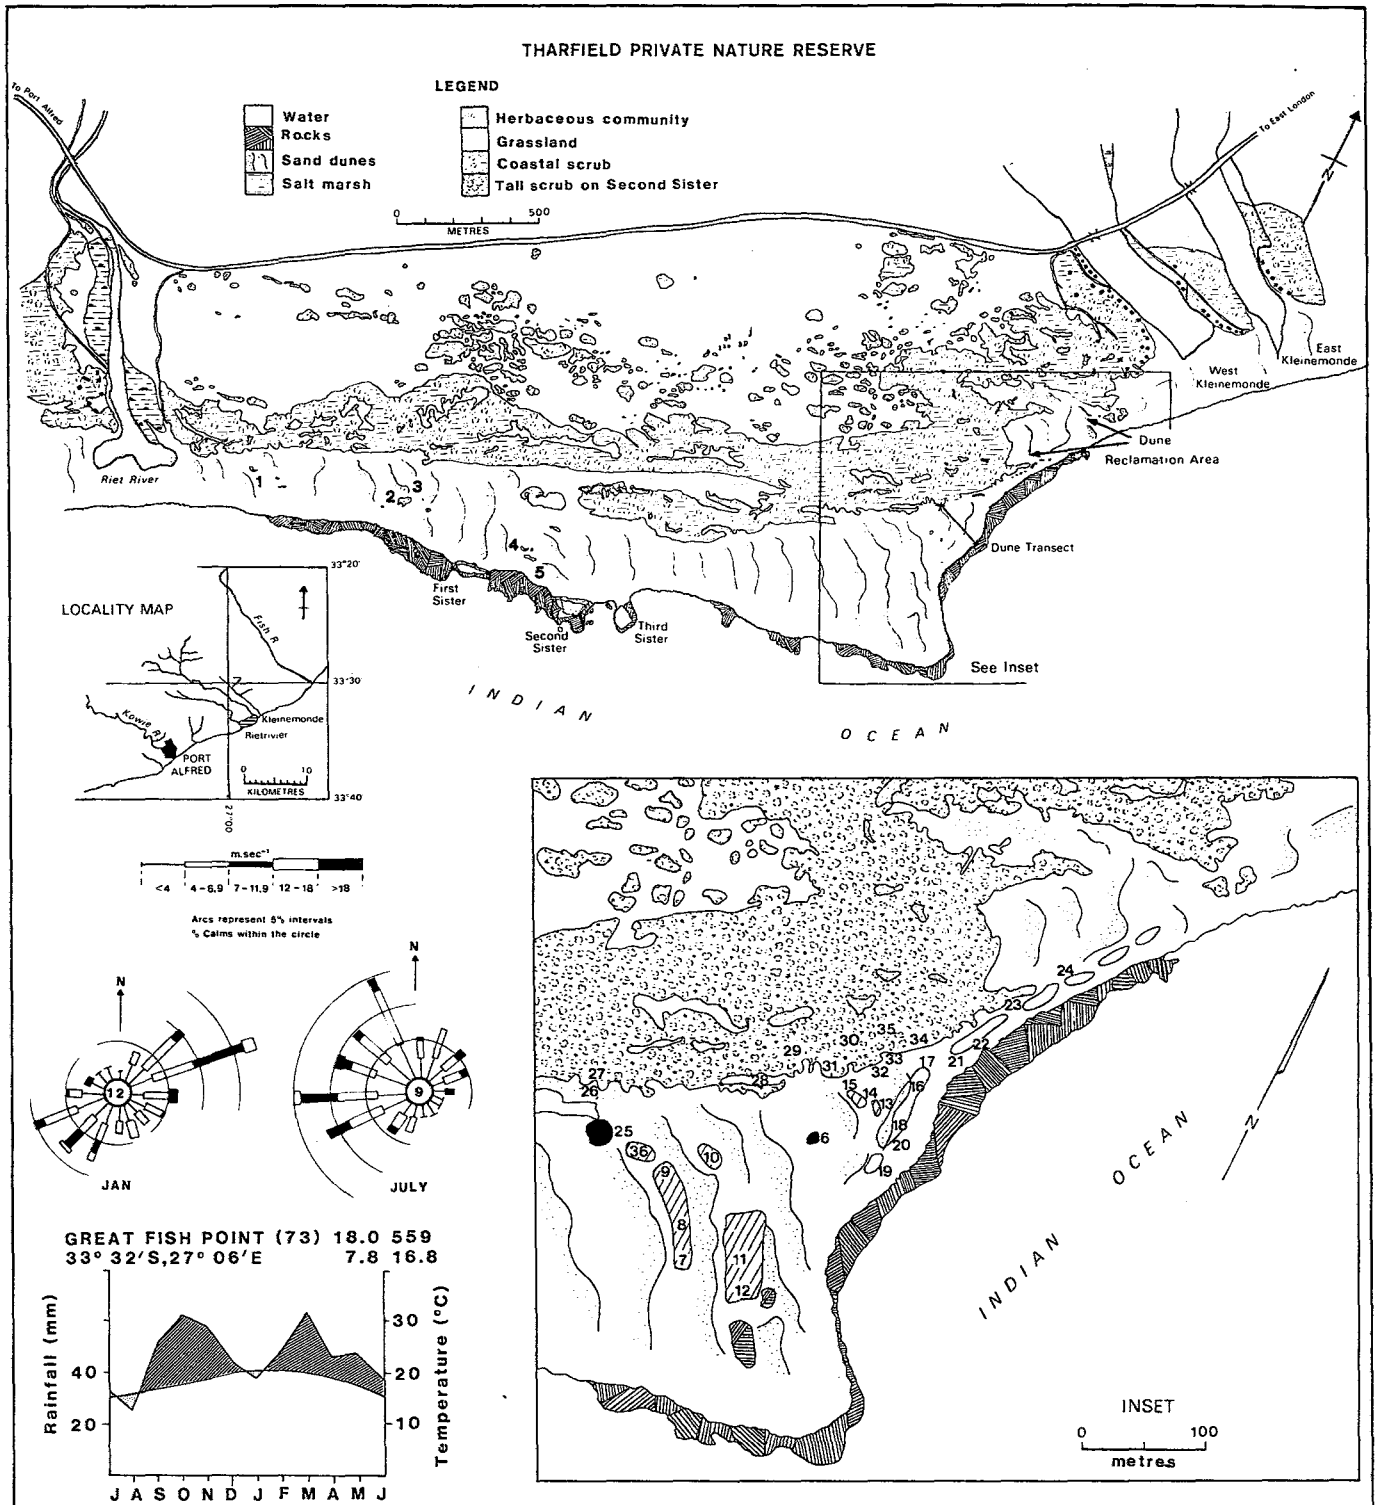 THARFIELD PRIVATE NATURE RESERVE
LEGEND
Water
Rocks
Sand dunes
Salt marsh
Herbaceous community
Grassland
Coastal scrub
Tall scrub on Second Sister
0 500
METRES
To Port Alfred
To East London
N
East Kleinemonde
West Kleinemonde
Dune
Reclamation Area
Dune Transect
Riet River
1
2
3
4
5
First Sister
Second Sister
Third Sister
See Inset
INDIAN
OCEAN
LOCALITY MAP
33°20'
Fish R
33°30
Kowie R
Kleinemonde
Rietrivier
PORT ALFRED
0 10
KILOMETRES
33°40
27°00
m.sec⁻¹
<4 4-6.9 7-11.9 12-18 >18
Arcs represent 5% intervals
% Calms within the circle
N
12
JAN
N
9
JULY
GREAT FISH POINT (73) 18.0 559
33° 32'S, 27° 06'E 7.8 16.8
Rainfall (mm)
40
20
30
20
10
Temperature (°C)
J A S O N D J F M A M J
24
23
22
21
35
30
34
29
33
17
31
32
27
28
26
15
14
16
13
25
6
18
20
36
10
19
9
8
7
11
12
INDIAN OCEAN
N
INSET
0 100
metres